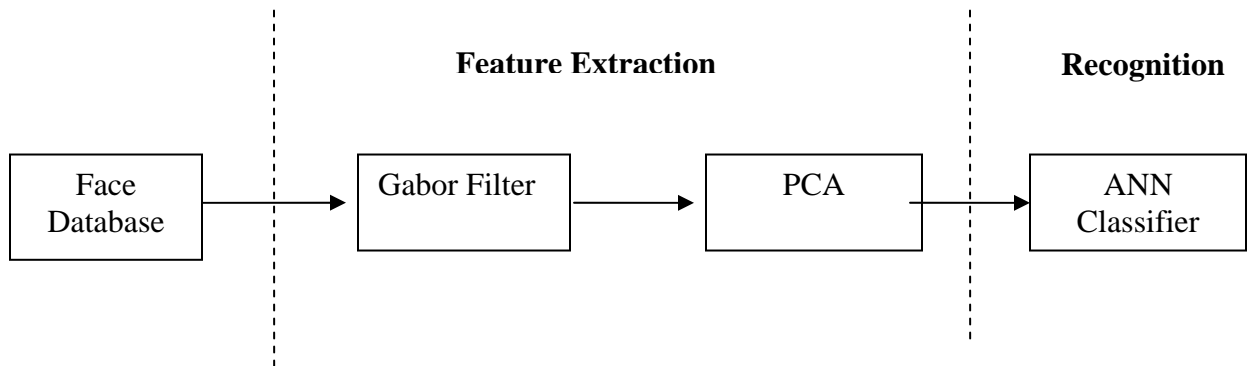 Feature Extraction
Recognition
Face
Database
Gabor Filter
PCA
ANN
Classifier